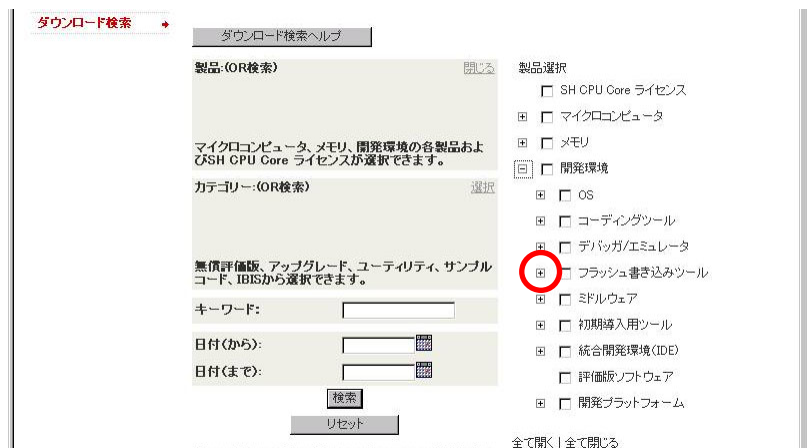 ダウンロード検索
ダウンロード検索ヘルプ
製品:(OR検索) 閉じる
マイクロコンピュータ、メモリ、開発環境の各製品およ
びSH CPU Core ライセンスが選択できます。
カテゴリー:(OR検索) 選択
無償評価版、アップグレード、ユーティリティ、サンプル
コード、IBISから選択できます。
キーワード:
日付(から):
日付(まで):
検索
リセット
製品選択
SH CPU Core ライセンス
マイクロコンピュータ
メモリ
開発環境
OS
コーディングツール
デバッガ/エミュレータ
フラッシュ書き込みツール
ミドルウェア
初期導入用ツール
統合開発環境(IDE)
評価版ソフトウェア
開発プラットフォーム
全て開く | 全て閉じる